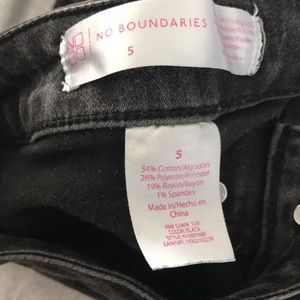 NO!
BO!
NO BOUNDARIES
5
5
54% Cotton/Algodón
26% Polyester/Poliéster
19% Rayon/Rayón
1% Spandex
Made in/Hecho en
China
COLOR: BLACK